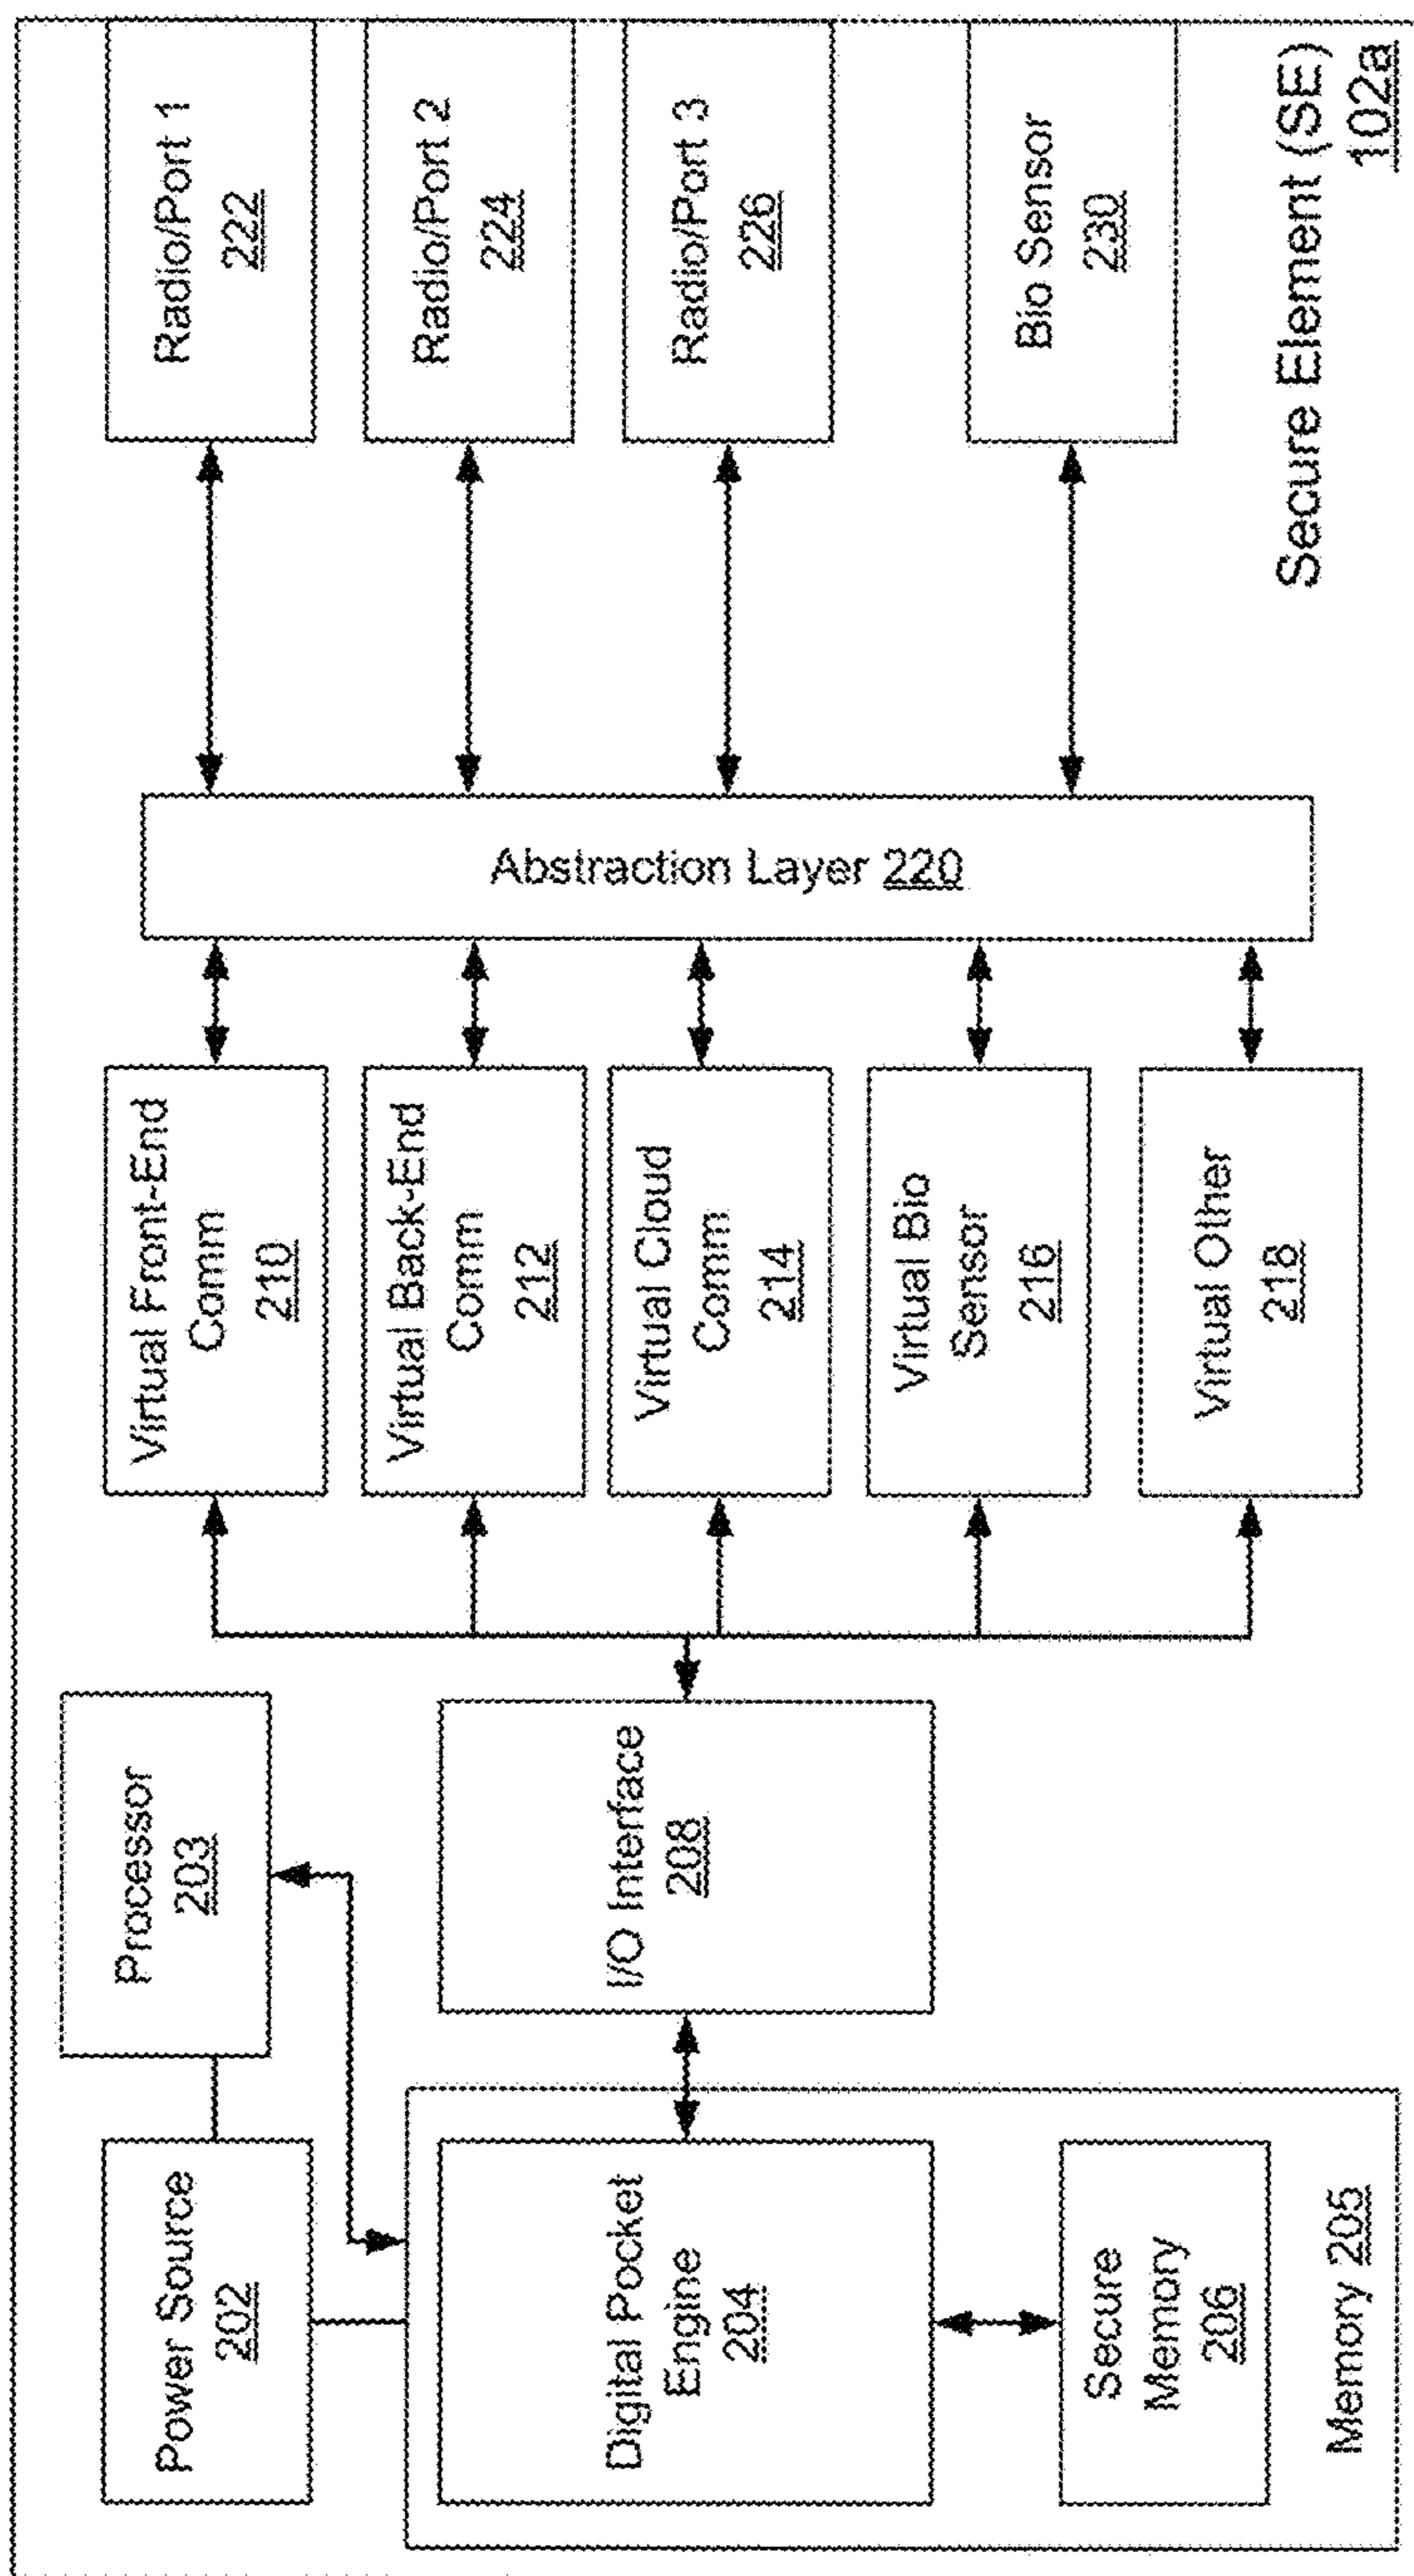 Power Source
202
Processor
203
Digital Pocket
Engine
204
Secure
Memory
206
Memory 205
I/O Interface
208
Virtual Front-End
Comm
210
Virtual Back-End
Comm
212
Virtual Cloud
Comm
214
Virtual Bio
Sensor
216
Virtual Other
218
Abstraction Layer 220
Radio/Port 1
222
Radio/Port 2
224
Radio/Port 3
226
Bio Sensor
230
Secure Element (SE)
102a